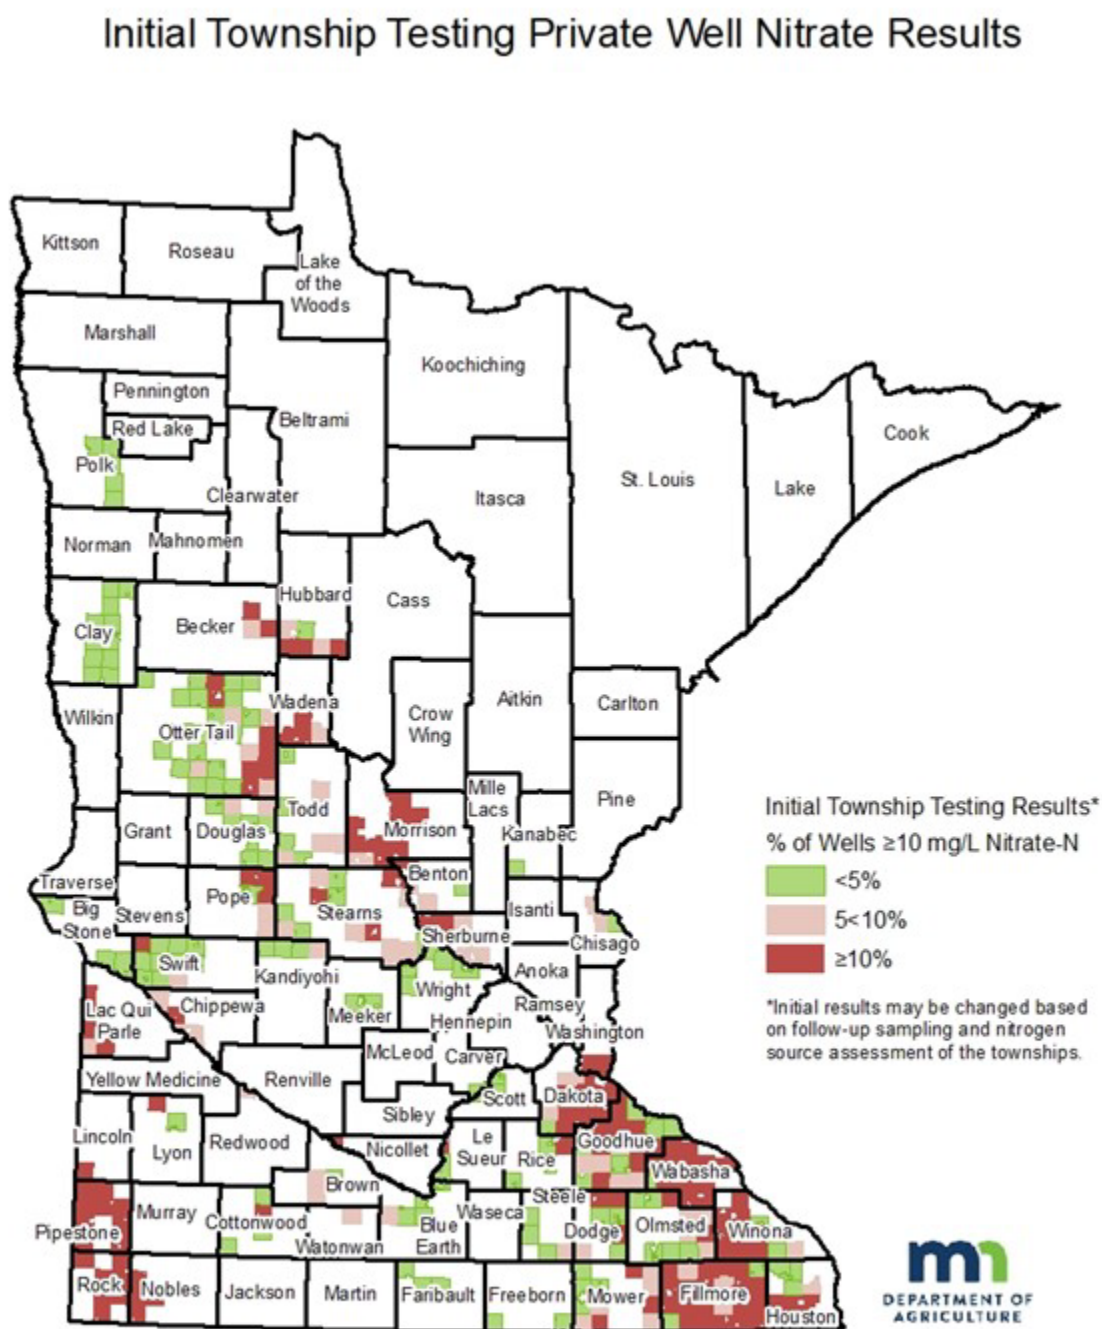 Initial Township Testing Private Well Nitrate Results
Kittson
Roseau
Lake
of the
Woods
Marshall
Koochiching
Pennington
Red Lake
Beltrami
Cook
Polk
St. Louis
Lake
Clearwater
Itasca
Norman
Mahnomen
Hubbard
Cass
Becker
Clay
Wadena
Aitkin
Carlton
Wilkin
Crow
Wing
Otter Tail
Mille
Lacs
Pine
Todd
Grant
Douglas
Morrison
Kanabec
Initial Township Testing Results*
% of Wells ≥10 mg/L Nitrate-N
<5%
5<10%
≥10%
*Initial results may be changed based
on follow-up sampling and nitrogen
source assessment of the townships.
Traverse
Benton
Big
Stone
Stevens
Pope
Stearns
Isanti
Sherburne
Chisago
Swift
Kandiyohi
Anoka
Wright
Lac Qui
Parle
Chippewa
Meeker
Ramsey
Hennepin
Washington
McLeod
Carver
Yellow Medicine
Renville
Scott
Dakota
Sibley
Lincoln
Lyon
Redwood
Nicollet
Le
Sueur
Rice
Goodhue
Wabasha
Brown
Steele
Pipestone
Murray
Cottonwood
Watonwan
Blue
Earth
Waseca
Dodge
Olmsted
Winona
Rock
Nobles
Jackson
Martin
Faribault
Freeborn
Mower
Fillmore
Houston
mn
DEPARTMENT OF
AGRICULTURE